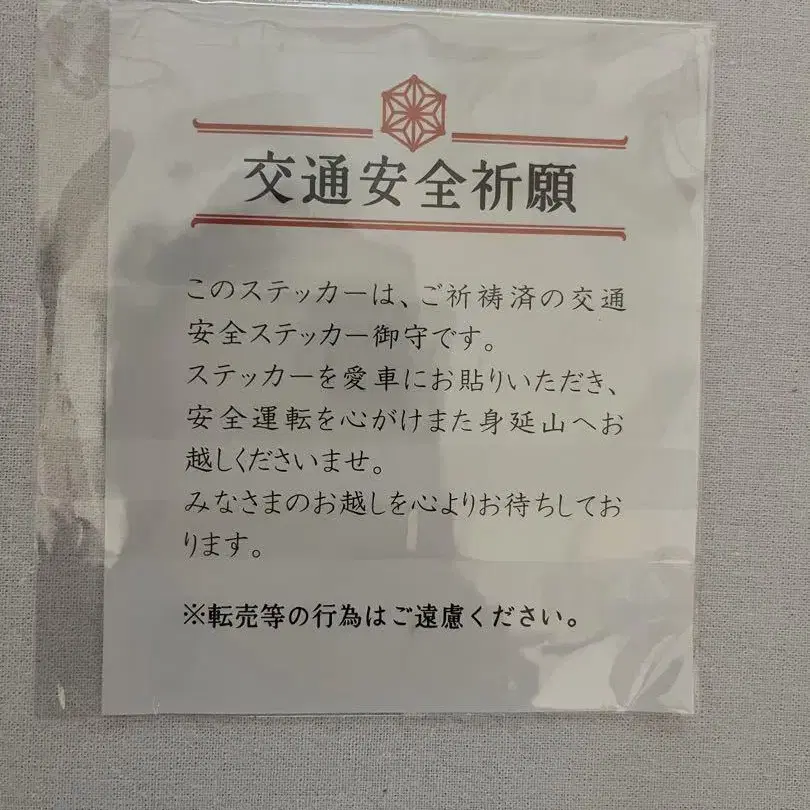 交通安全祈願
このステッカーは、ご祈祷済の交通
安全ステッカー御守です。
ステッカーを愛車にお貼りいただき、
安全運転を心がけまた身延山へお
越しくださいませ。
みなさまのお越しを心よりお待ちしてお
ります。
※転売等の行為はご遠慮ください。